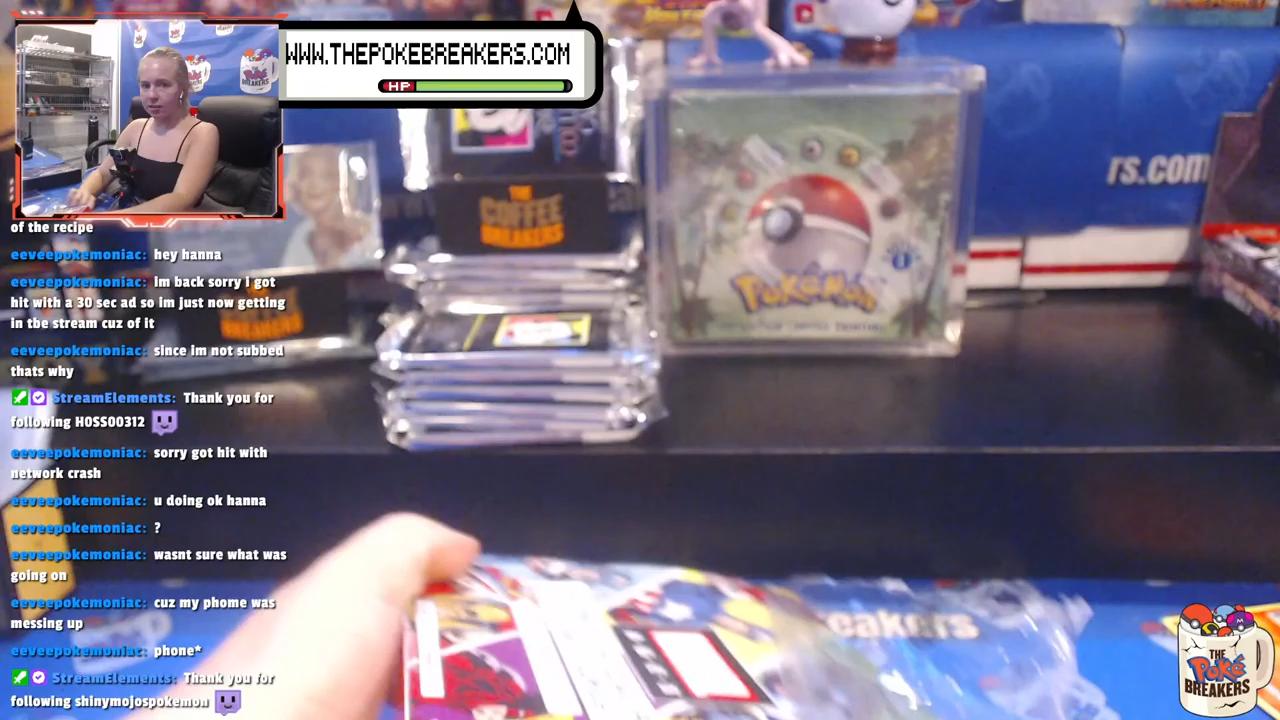 WWW.THEPOKEBREAKERS.COM
HP
of the recipe
eeveepokemoniac: hey hanna
eeveepokemoniac: im back sorry I got
hit with a 30 sec ad so im just now getting
in tbe stream cuz of it
eeveepokemoniac: since im not subbed
thats why
StreamElements: Thank you for
following H0SS00312
eeveepokemoniac: sorry got hit with
network crash
eeveepokemoniac: u doing ok hanna
eeveepokemoniac: ?
eeveepokemoniac: wasnt sure what was
going on
eeveepokemoniac: cuz my phome was
messing up
eeveepokemoniac: phone*
StreamElements: Thank you for
following shinymojospokemon
THE
COFFEE
BREAKERS
POKéMON
rs.com
eakers
THE
Poké
BREAKERS